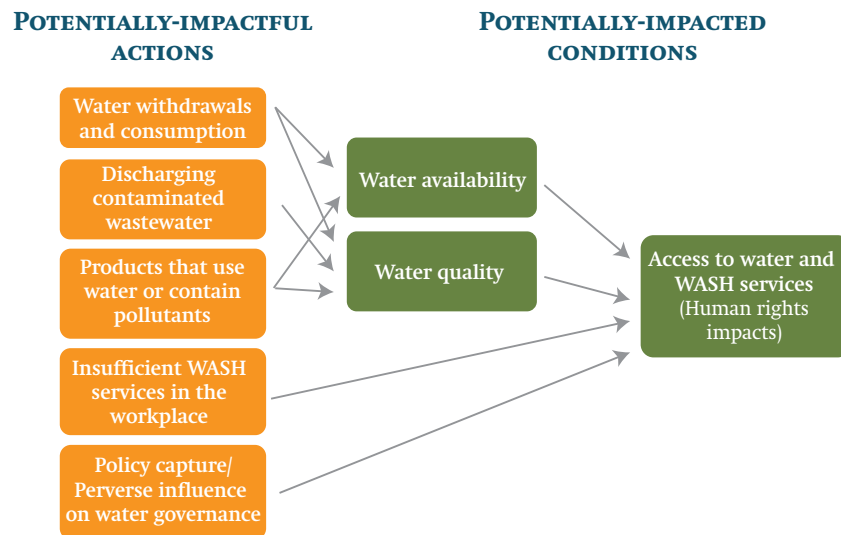 POTENTIALLY-IMPACTFUL
ACTIONS
POTENTIALLY-IMPACTED
CONDITIONS
Water withdrawals
and consumption
Discharging
contaminated
wastewater
Products that use
water or contain
pollutants
Insufficient WASH
services in the
workplace
Policy capture/
Perverse influence
on water governance
Water availability
Water quality
Access to water and
WASH services
(Human rights
impacts)